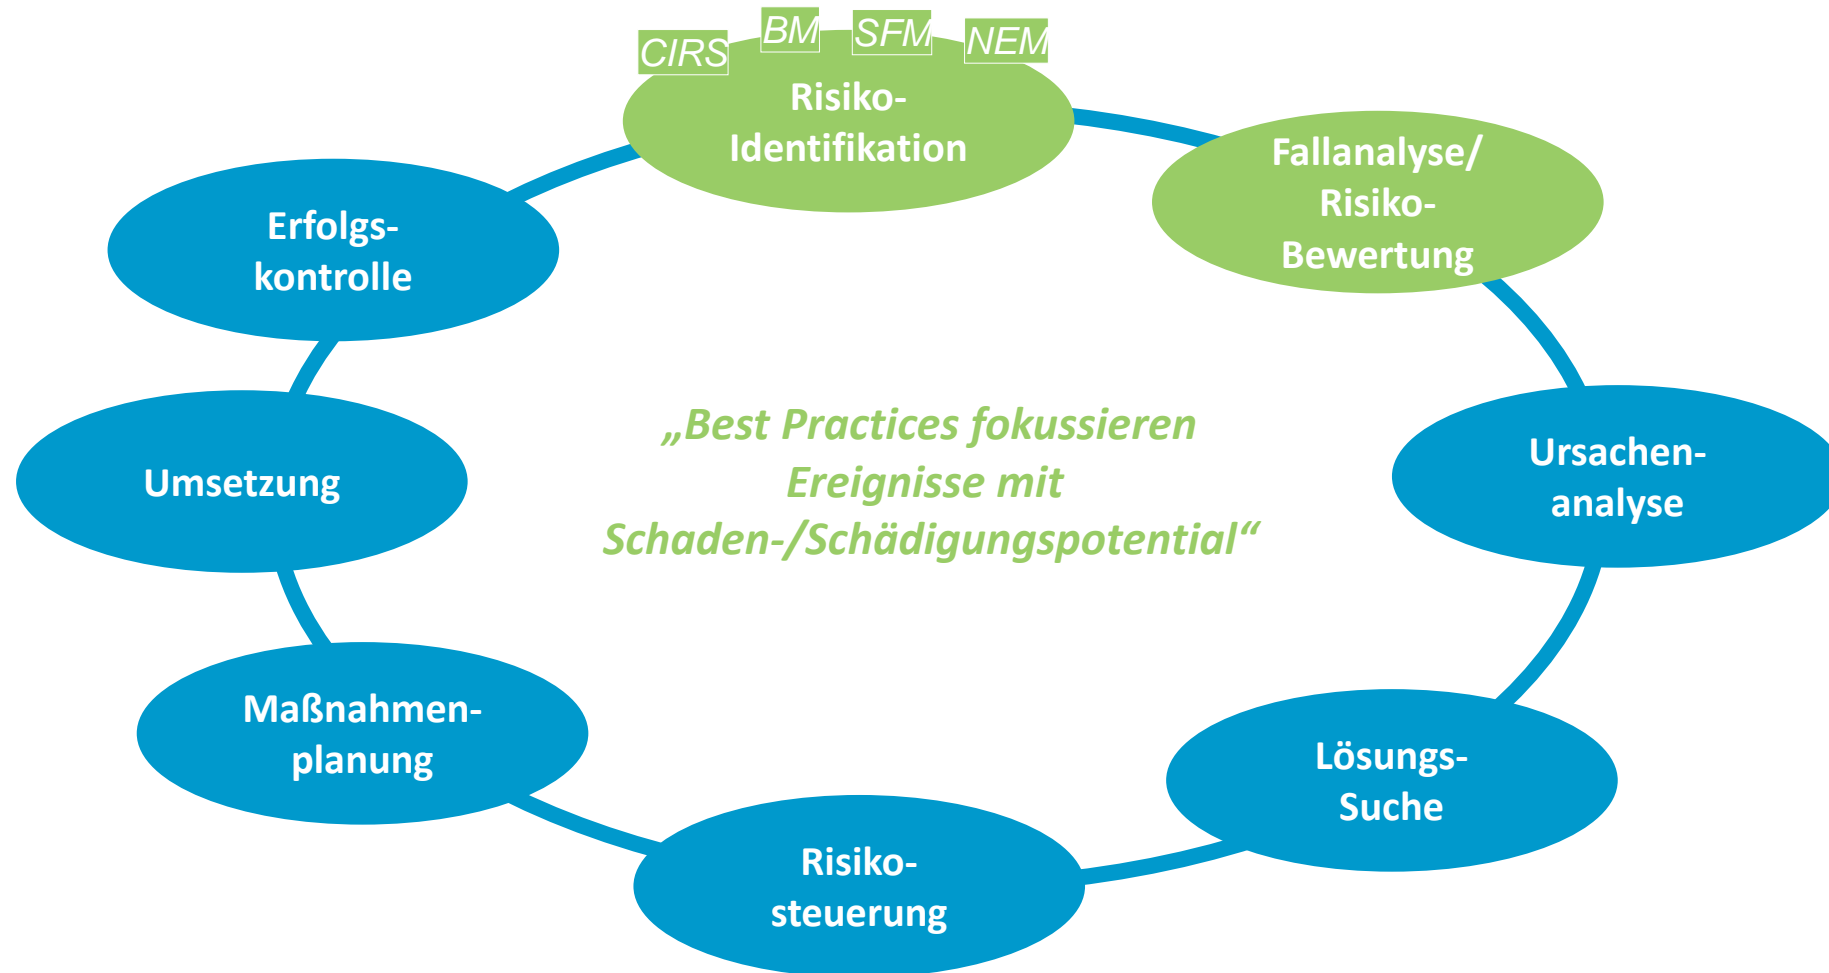 CIRS
BM
SFM
NEM
Risiko-
Identifikation
Fallanalyse/
Risiko-
Bewertung
Ursachen-
analyse
Lösungs-
Suche
Risiko-
steuerung
Maßnahmen-
planung
Umsetzung
Erfolgs-
kontrolle
„Best Practices fokussieren
Ereignisse mit
Schaden-/Schädigungspotential“